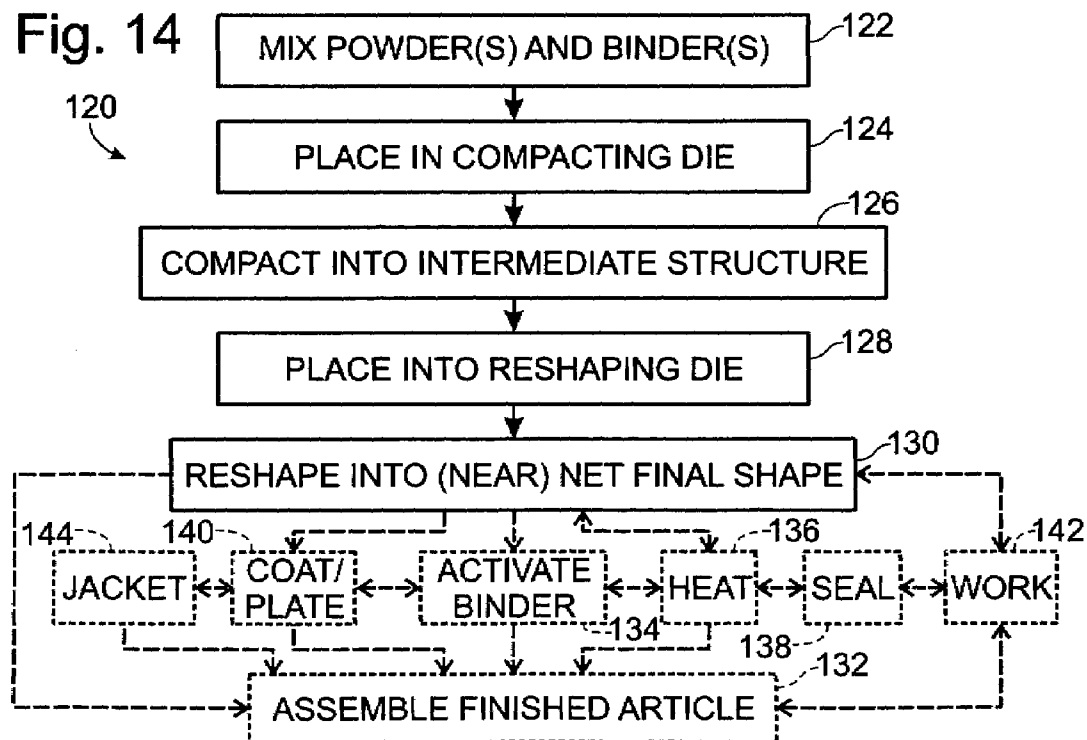 Fig. 14
120
MIX POWDER(S) AND BINDER(S)
122
PLACE IN COMPACTING DIE
124
COMPACT INTO INTERMEDIATE STRUCTURE
126
PLACE INTO RESHAPING DIE
128
RESHAPE INTO (NEAR) NET FINAL SHAPE
130
144
140
136
142
JACKET
COAT/
PLATE
ACTIVATE
BINDER
HEAT
SEAL
WORK
134
138
132
ASSEMBLE FINISHED ARTICLE